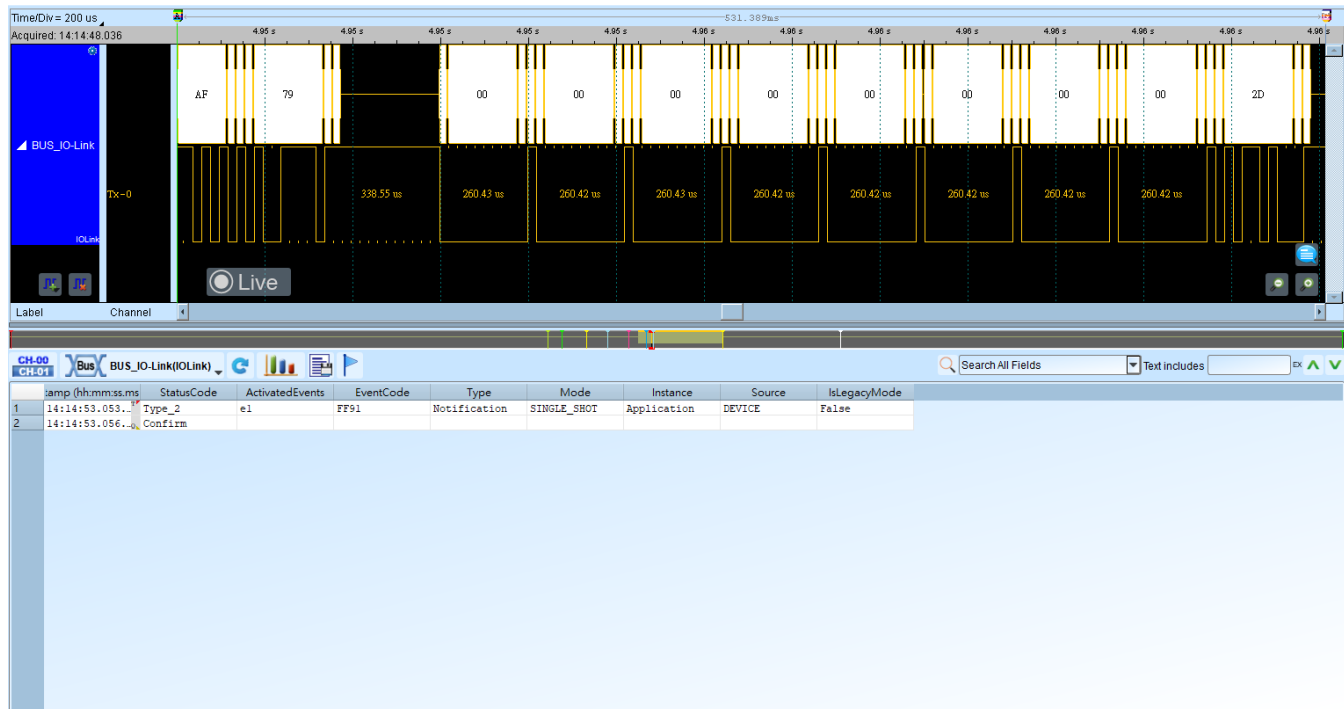 Time/Div = 200 us
531.389ms
Acquired: 14:14:48.036
4.95 s 4.95 s 4.95 s 4.95 s 4.95 s 4.95 s 4.96 s 4.96 s 4.96 s 4.96 s 4.96 s 4.96 s 4.96 s
AF 79 00 00 00 00 00 00 00 00 2D
BUS_IO-Link
Tx-0
338.55 us 260.43 us 260.42 us 260.43 us 260.42 us 260.42 us 260.42 us 260.42 us 260.42 us
IOLink
Live
Label Channel
CH-00
CH-01
Bus
BUS_IO-Link(IOLink)
Search All Fields
Text includes
EX
:amp (hh:mm:ss.ms StatusCode ActivatedEvents EventCode Type Mode Instance Source IsLegacyMode
1 14:14:53.053... Type_2 e1 FF91 Notification SINGLE_SHOT Application DEVICE False
2 14:14:53.056... Confirm